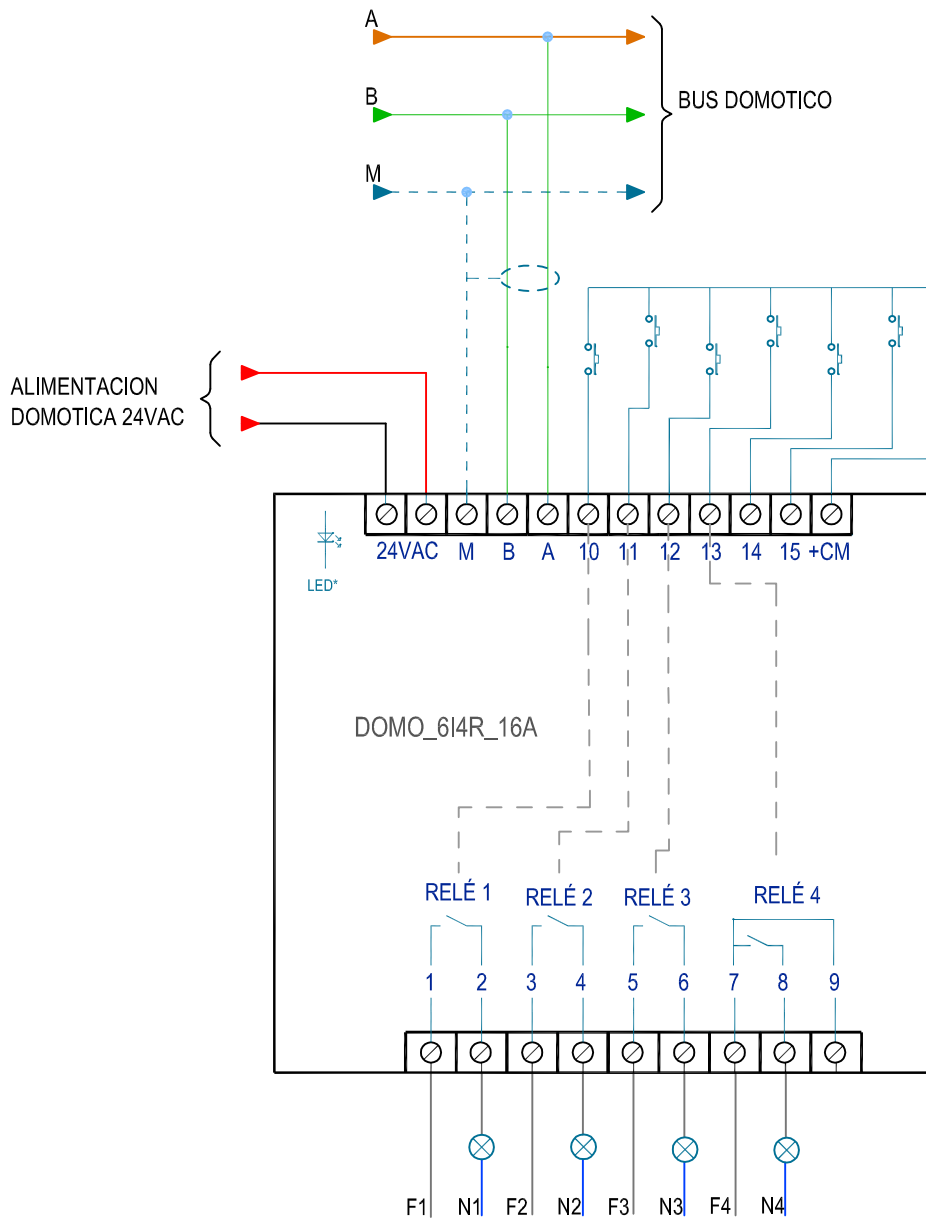 A
B
BUS DOMOTICO
M
ALIMENTACION
DOMOTICA 24VAC
24VAC M B A 10 11 12 13 14 15 +CM
LED*
DOMO_6I4R_16A
RELÉ 1 RELÉ 2 RELÉ 3 RELÉ 4
1 2 3 4 5 6 7 8 9
F1 N1 F2 N2 F3 N3 F4 N4